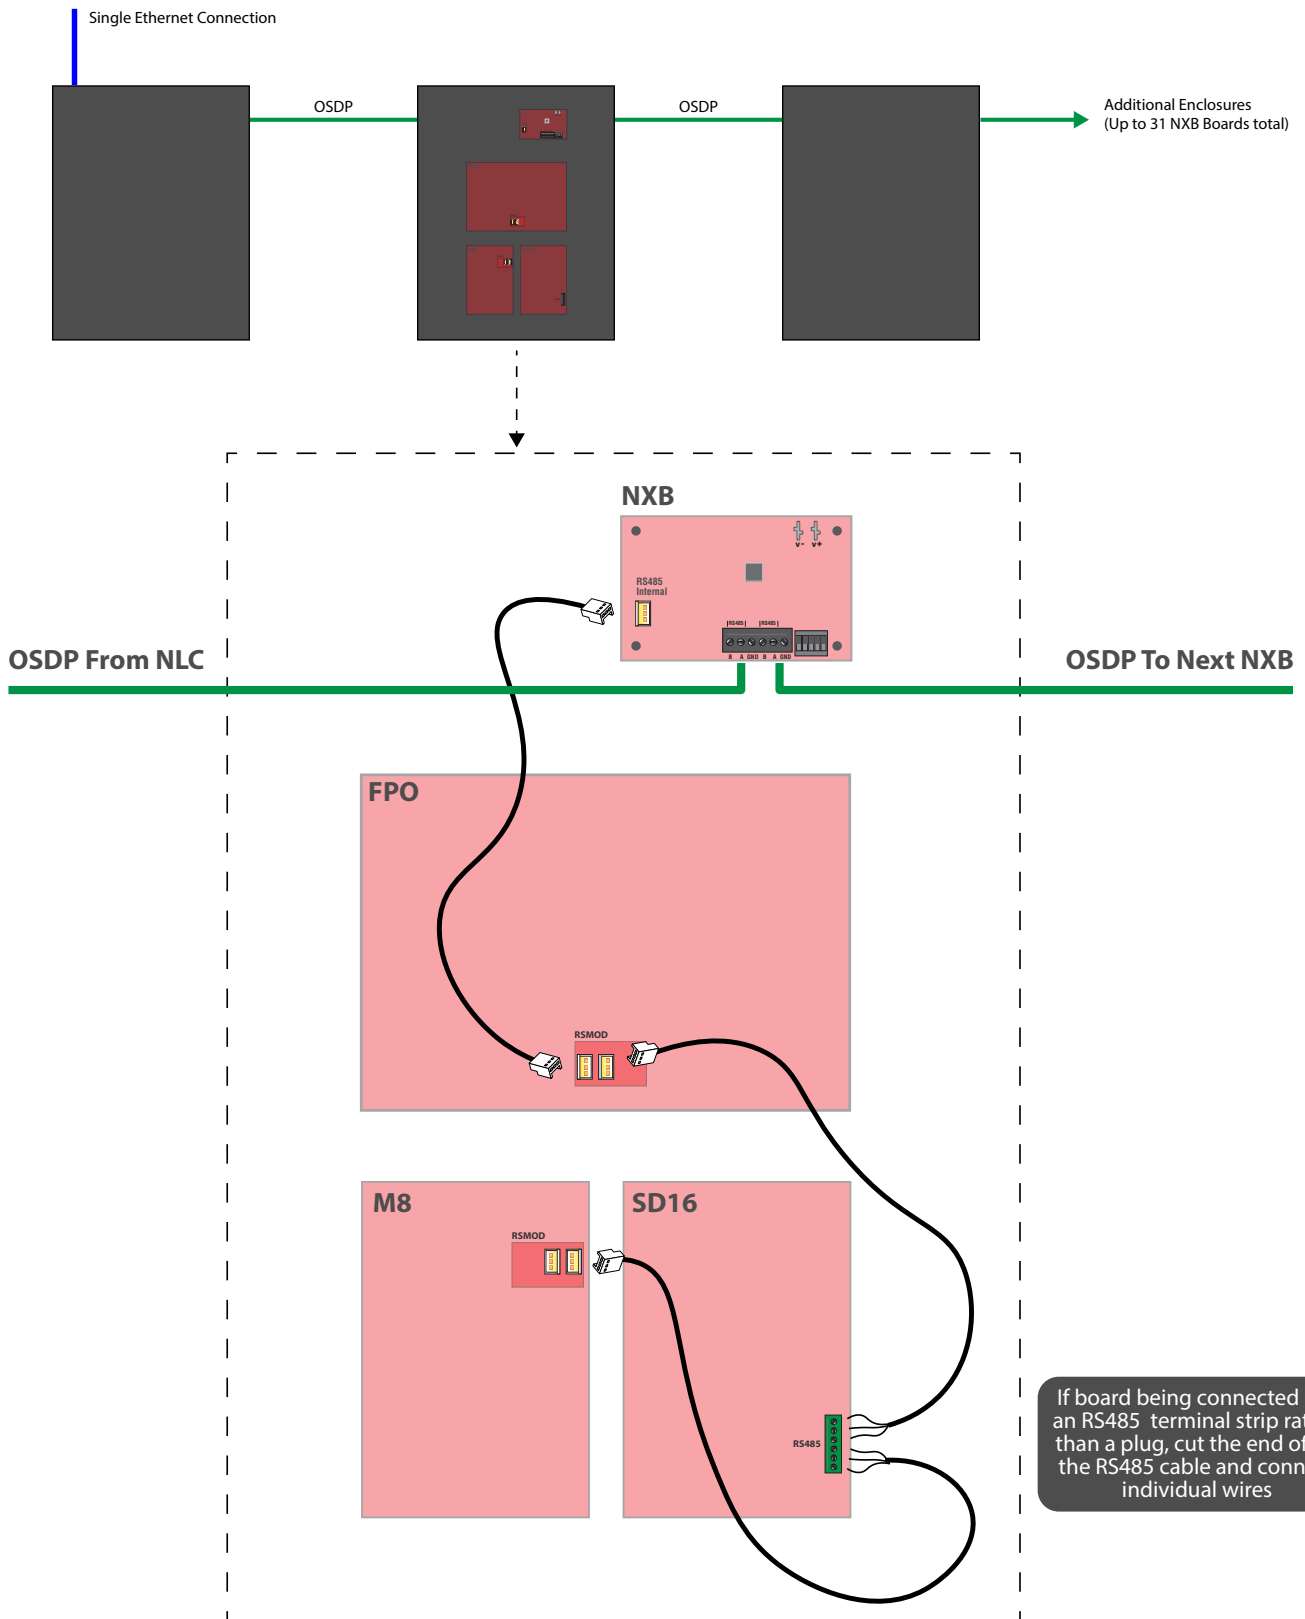 Single Ethernet Connection
OSDP
OSDP
Additional Enclosures
(Up to 31 NXB Boards total)
NXB
V- V+
RS485
Internal
RS485 RS485
B A GND B A GND
OSDP From NLC
OSDP To Next NXB
FPO
RSMOD
M8
SD16
RSMOD
RS485
If board being connected
an RS485 terminal strip
than a plug, cut the end of
the RS485 cable and
individual wires